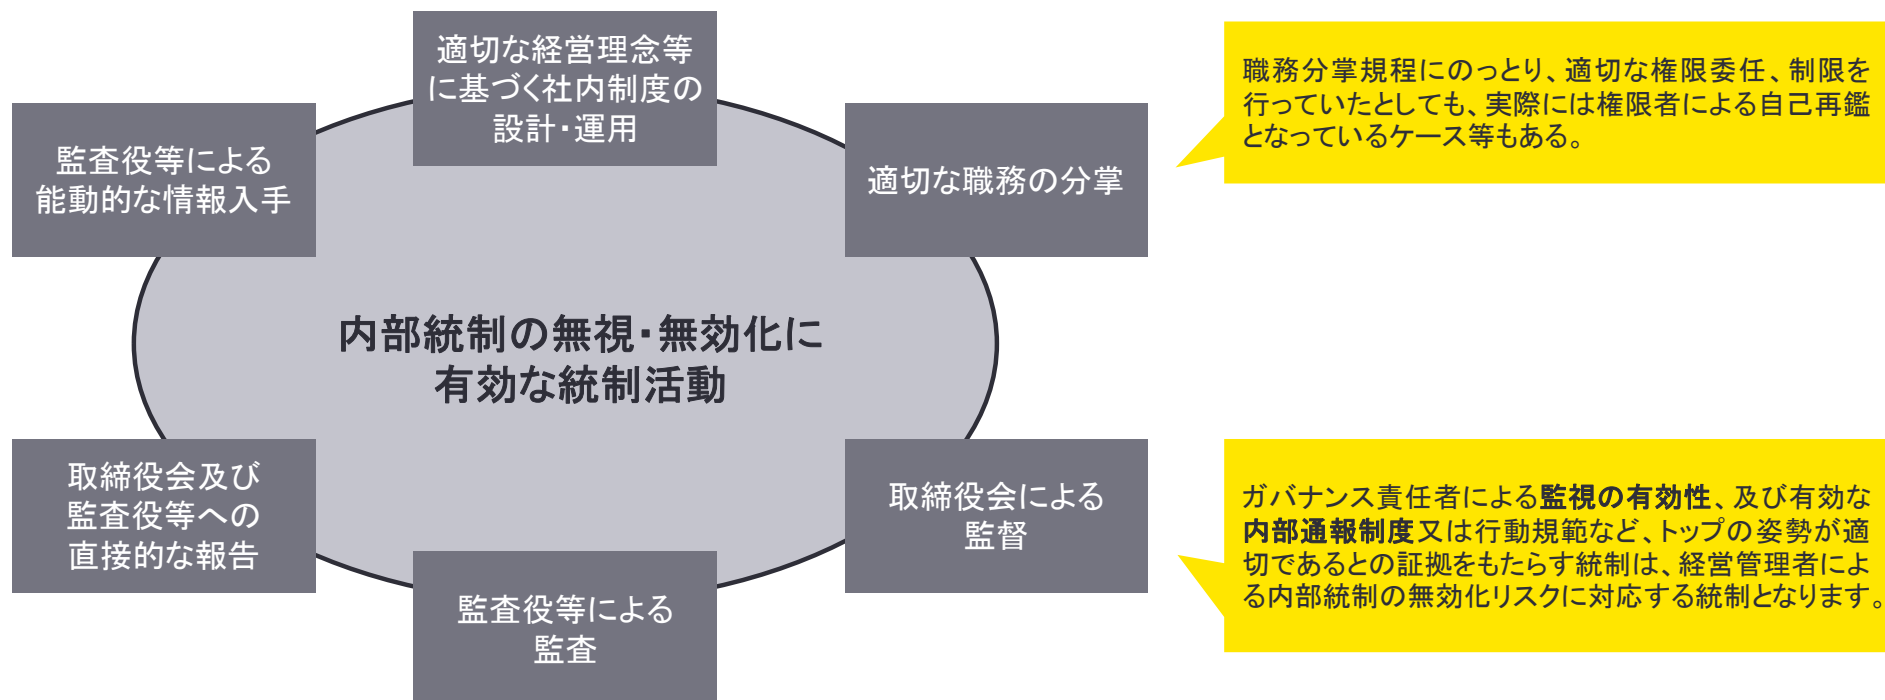 適切な経営理念等
に基づく社内制度の
設計・運用
監査役等による
能動的な情報入手
適切な職務の分掌
職務分掌規程にのっとり、適切な権限委任、制限を
行っていたとしても、実際には権限者による自己再鑑
となっているケース等もある。
内部統制の無視・無効化に
有効な統制活動
取締役会及び
監査役等への
直接的な報告
監査役等による
監査
取締役会による
監督
ガバナンス責任者による監視の有効性、及び有効な
内部通報制度又は行動規範など、トップの姿勢が適
切であるとの証拠をもたらす統制は、経営管理者によ
る内部統制の無効化リスクに対応する統制となります。